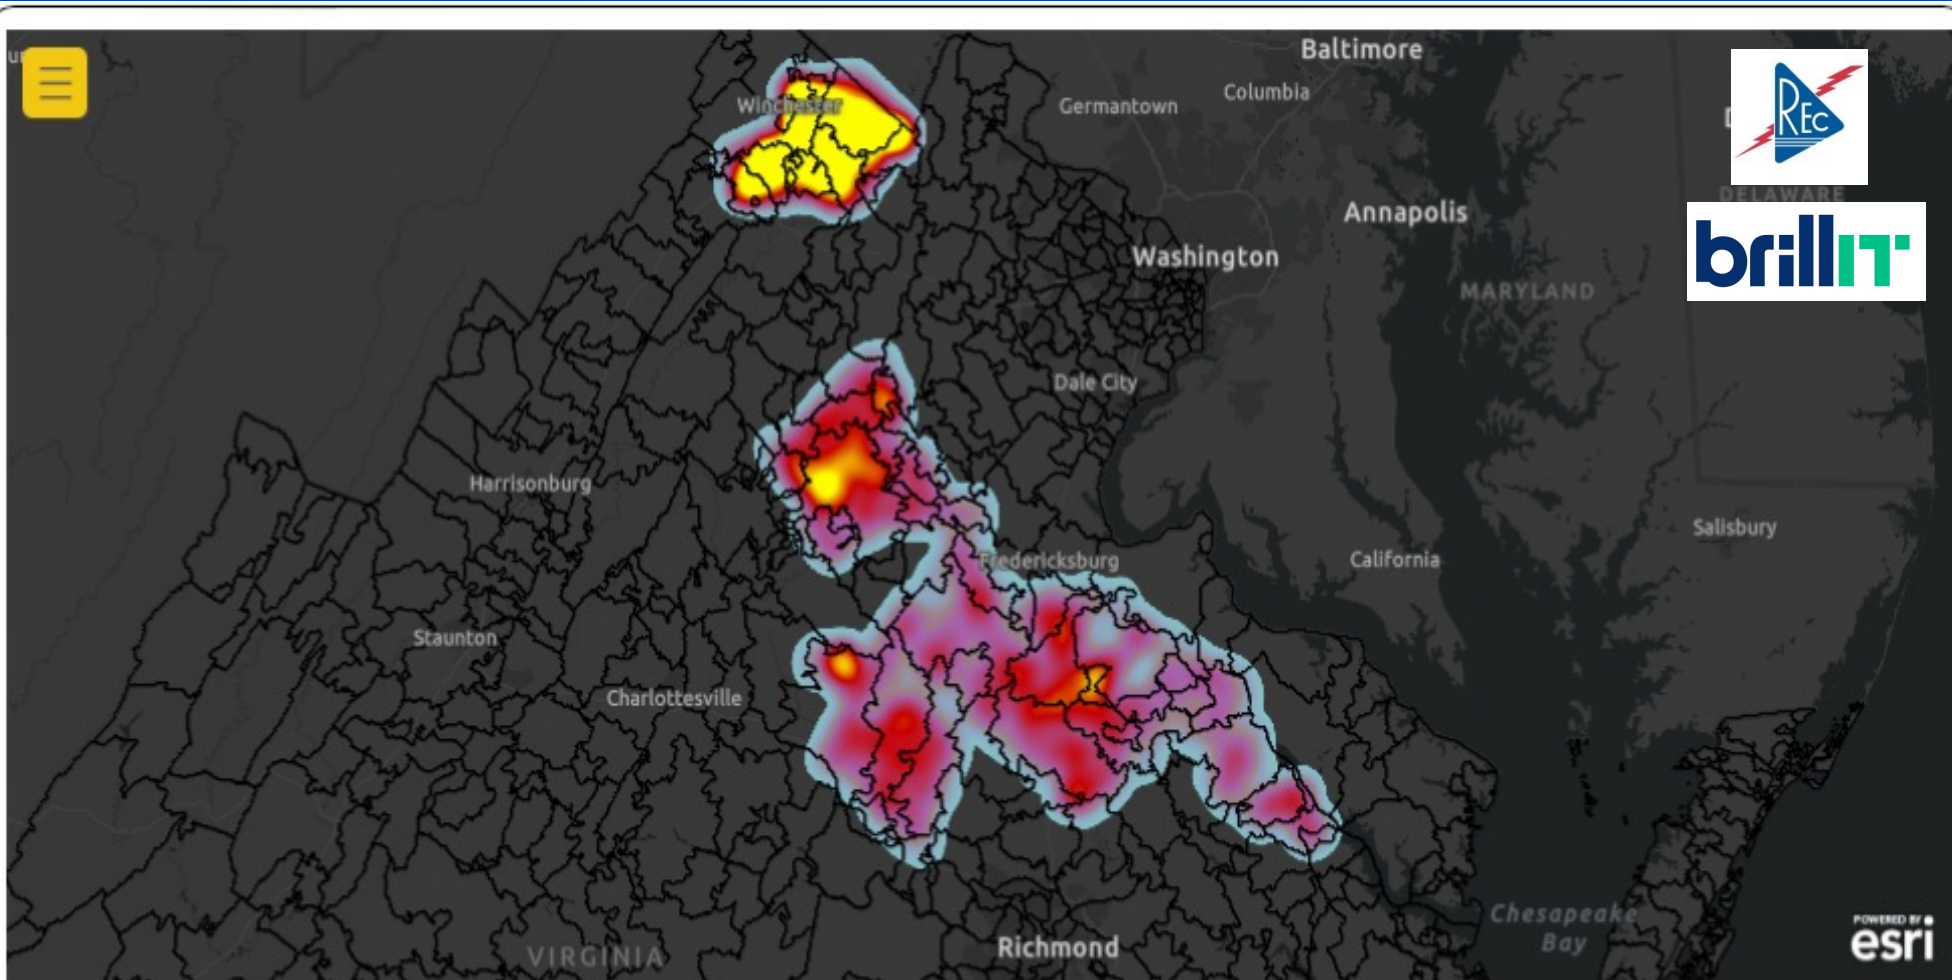 Baltimore
Winchester
Germantown
Columbia
REC
DELAWARE
brillIT
Annapolis
Washington
MARYLAND
Dale City
Harrisonburg
Salisbury
Fredericksburg
California
Staunton
Charlottesville
Chesapeake
Bay
POWERED BY
esri
VIRGINIA
Richmond